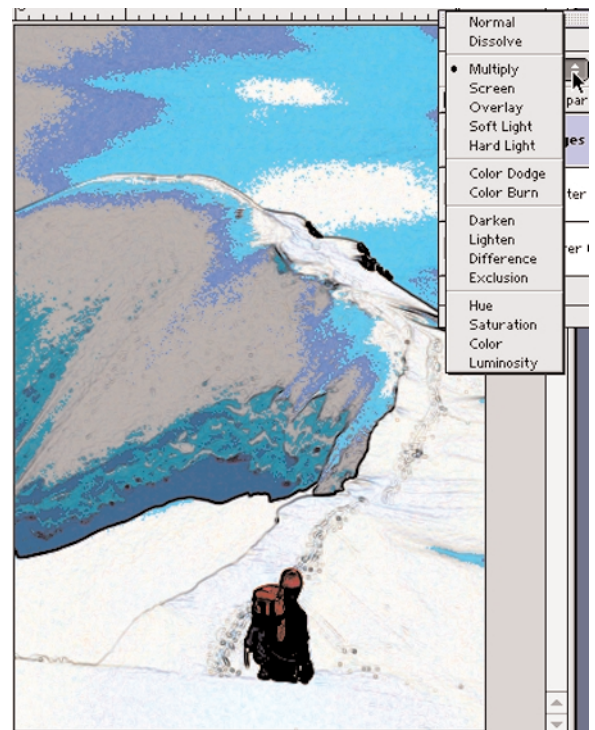 Normal
Dissolve
Multiply
Screen
Overlay
Soft Light
Hard Light
Color Dodge
Color Burn
Darken
Lighten
Difference
Exclusion
Hue
Saturation
Color
Luminosity